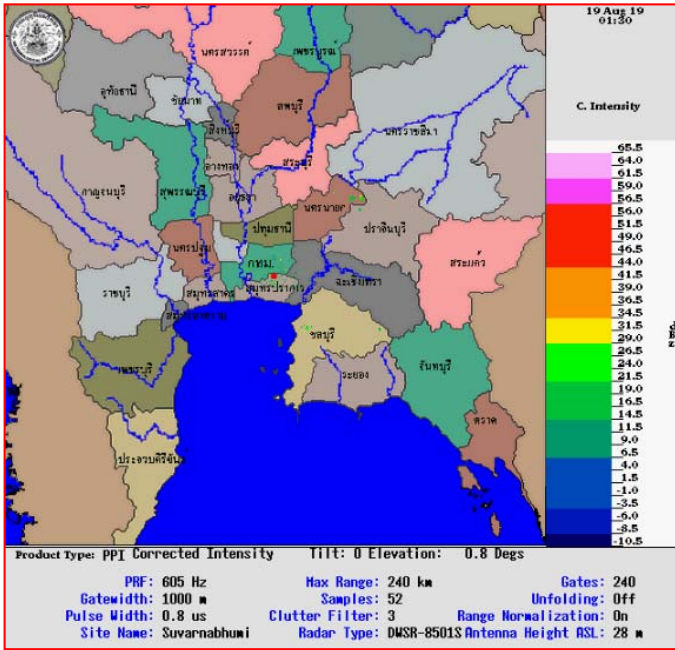 19 Aug 19
01:30
C. Intensity
65.5
64.0
61.5
59.0
56.5
56.0
51.5
49.0
46.5
44.0
41.5
39.0
36.5
34.0
31.5
29.0
26.5
24.0
21.5
19.0
16.5
14.0
11.5
9.0
6.5
4.0
1.5
-1.0
-3.5
-6.0
-8.5
-10.5
นครสวรรค์
เพชรบูรณ์
อุทัยธานี
ชัยนาท
ลพบุรี
สิงห์บุรี
นครราชสีมา
อ่างทอง
สระบุรี
กาญจนบุรี
สุพรรณบุรี
อยุธยา
นครนายก
ปราจีนบุรี
ปทุมธานี
นครปฐม
กทม.
สระแก้ว
ราชบุรี
สมุทรสาคร
สมุทรปราการ
ฉะเชิงเทรา
สมุทรสงคราม
ชลบุรี
เพชรบุรี
ระยอง
จันทบุรี
ตราด
ประจวบคีรีขันธ์
Product Type: PPI Corrected Intensity Tilt: 0 Elevation: 0.8 Degs
PRF: 605 Hz Max Range: 240 km Gates: 240
Gatewidth: 1000 m Samples: 52 Unfolding: Off
Pulse Width: 0.8 us Clutter Filter: 3 Range Normalization: On
Site Name: Suvarnabhumi Radar Type: DWSR-8501S Antenna Height ASL: 28 m